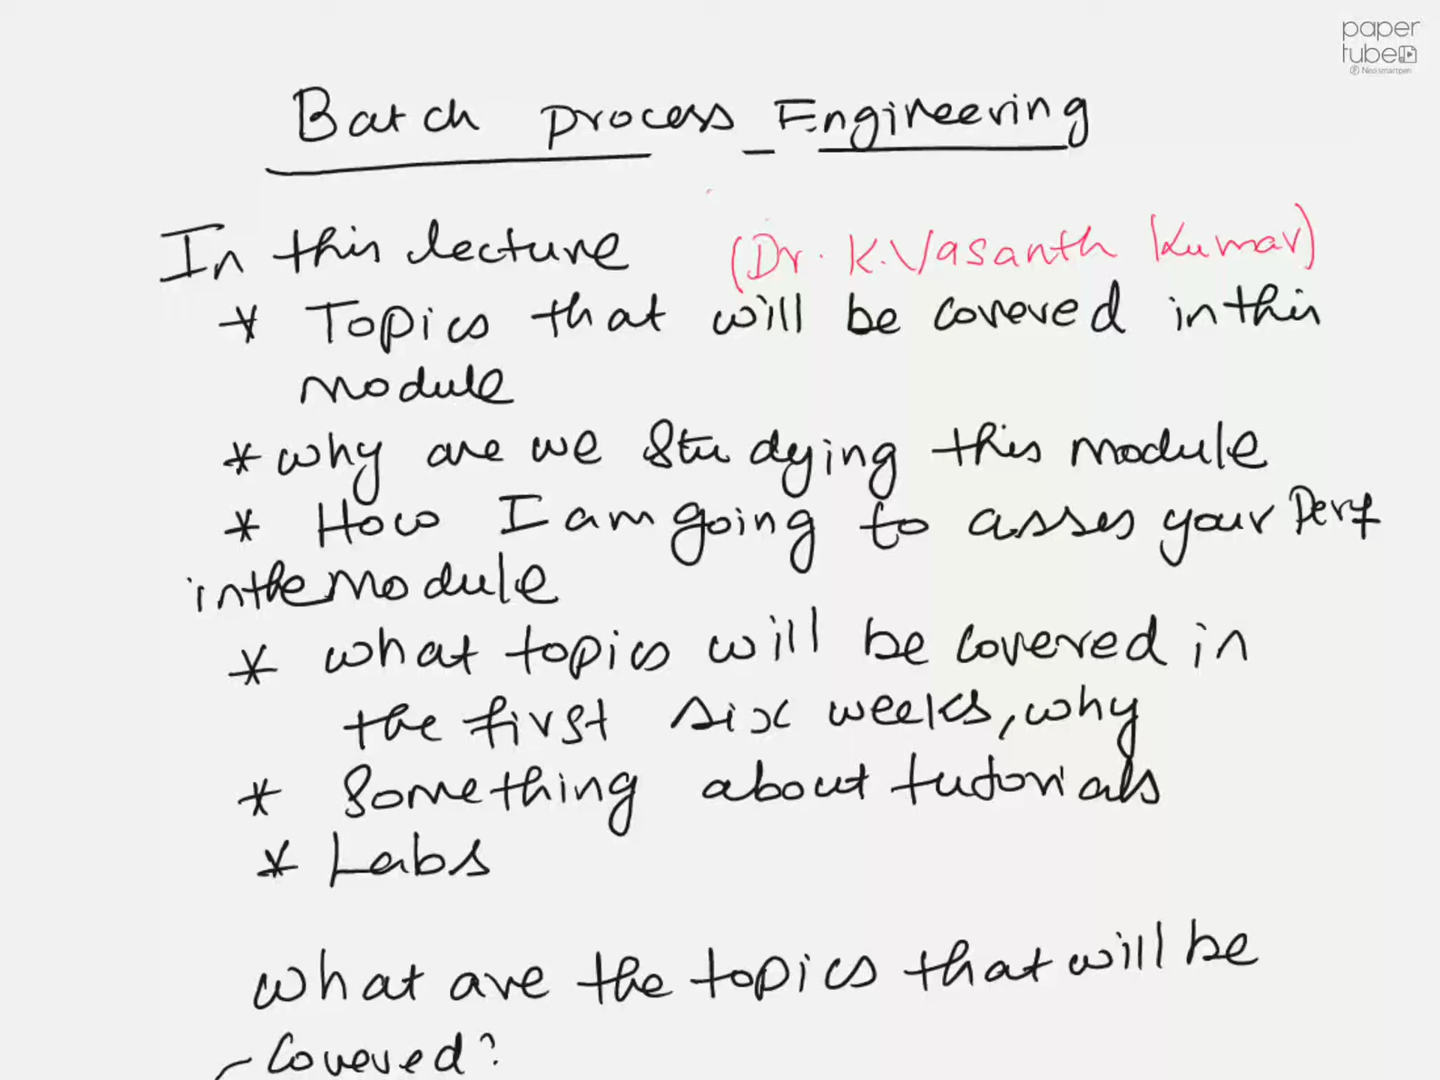 paper
tube
Neo smartpen
Batch process Engineering
In this lecture (Dr. K. Vasanth Kumar)
* Topics that will be covered in this
module
* why are we studying this module
* How I am going to asses your Perf
in the Module
* what topics will be covered in
the first six weeks, why
* Something about tutorials
* Labs
What are the topics that will be
Covered?